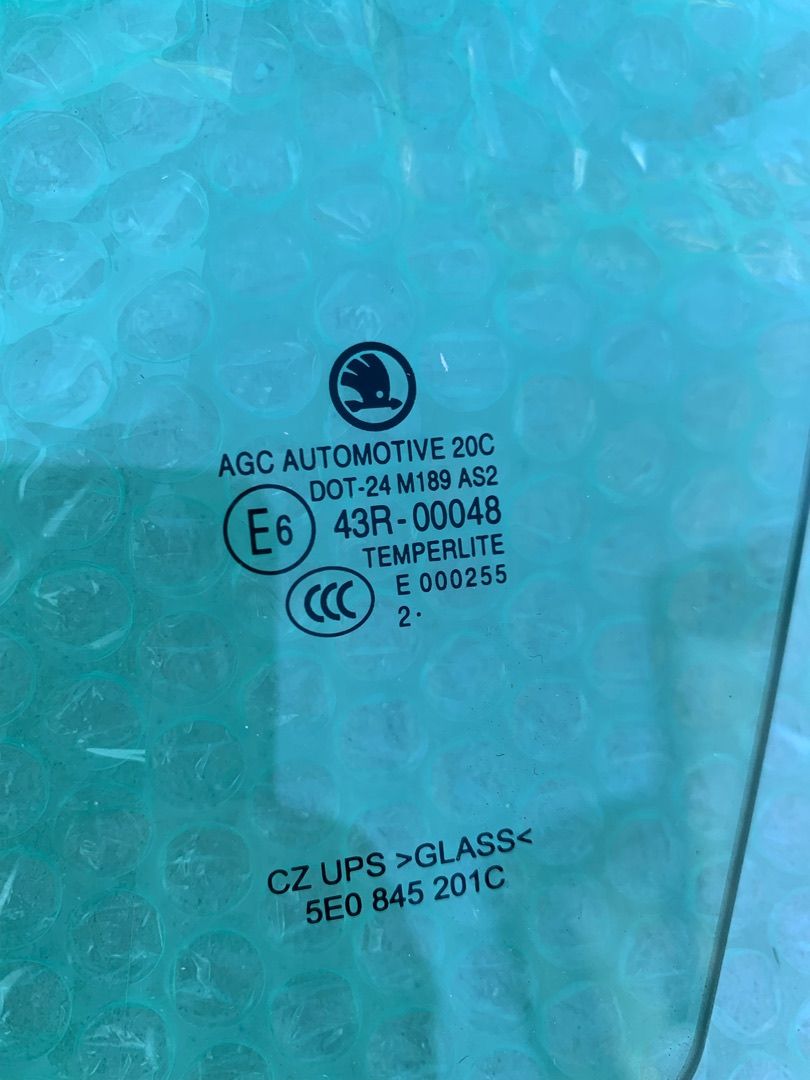 AGC AUTOMOTIVE 20C
DOT-24 M189 AS2
E6 43R-00048
TEMPERLITE
CCC E 000255
2·
CZ UPS >GLASS<
5E0 845 201C